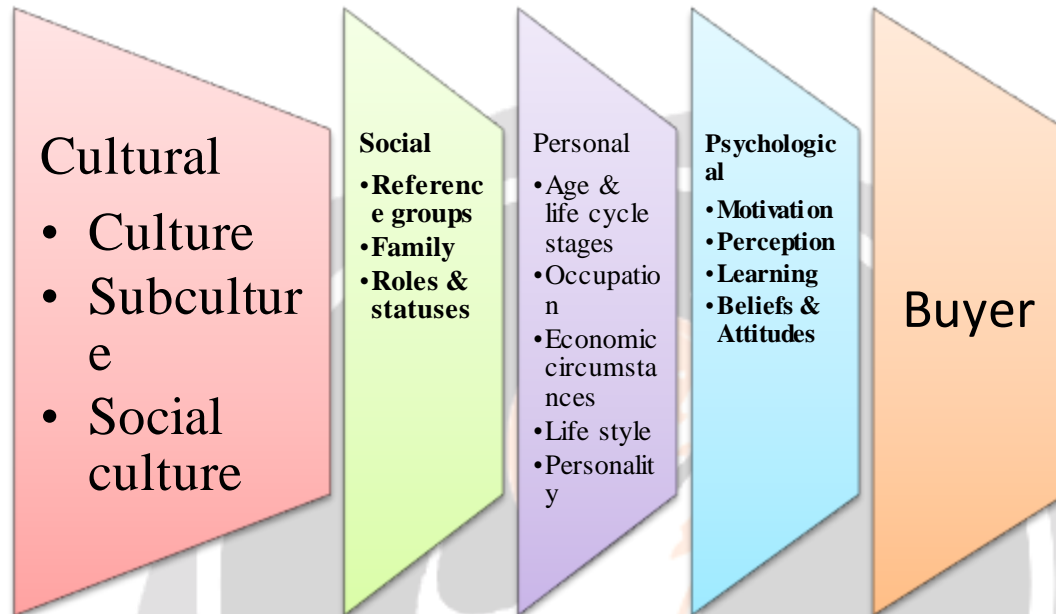 Cultural
• Culture
• Subcultur
e
• Social
culture
Social
•Referenc
e groups
•Family
•Roles &
statuses
Personal
•Age &
life cycle
stages
•Occupatio
n
•Economic
circumsta
nces
•Life style
•Personalit
y
Psychologic
al
•Motivation
•Perception
•Learning
•Beliefs &
Attitudes
Buyer